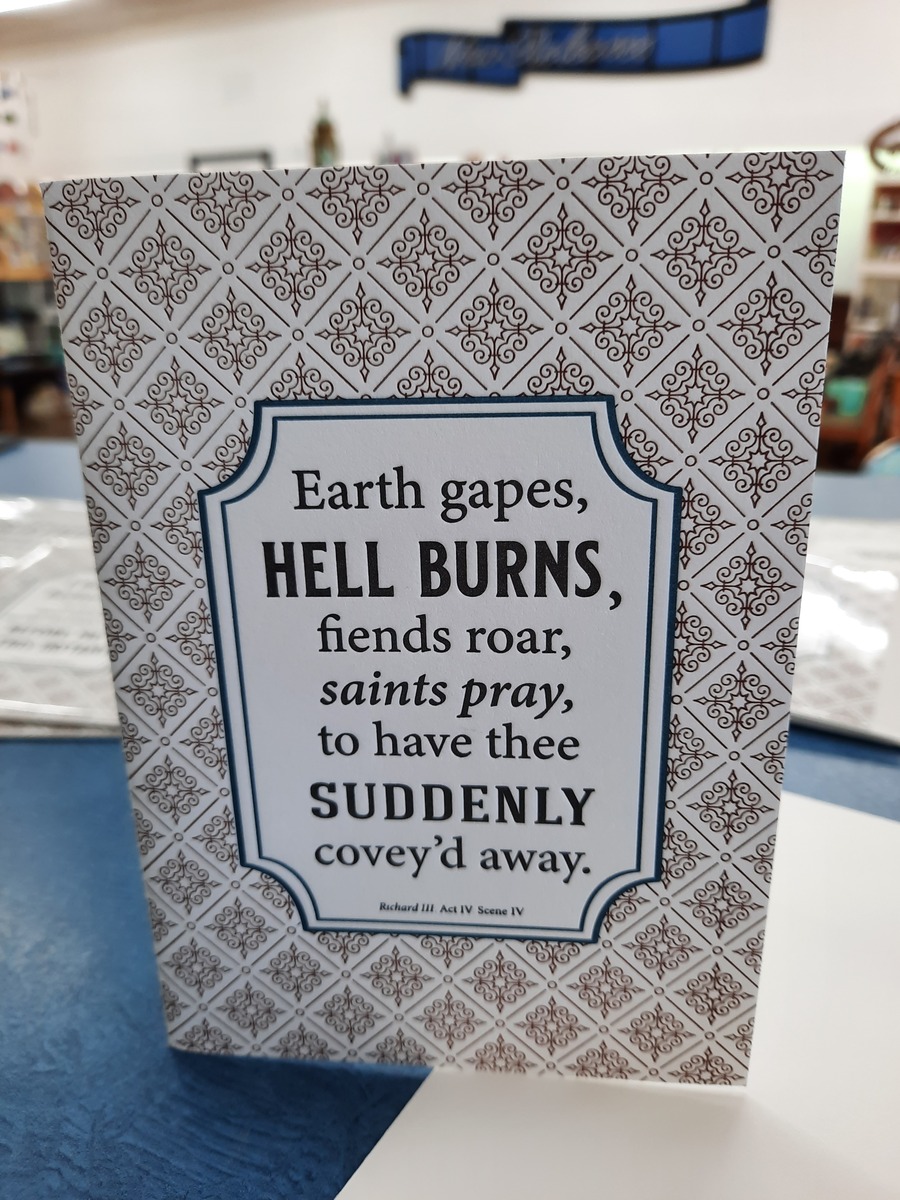 Earth gapes,
HELL BURNS,
fiends roar,
saints pray,
to have thee
SUDDENLY
covey'd away.
Richard III Act IV Scene IV